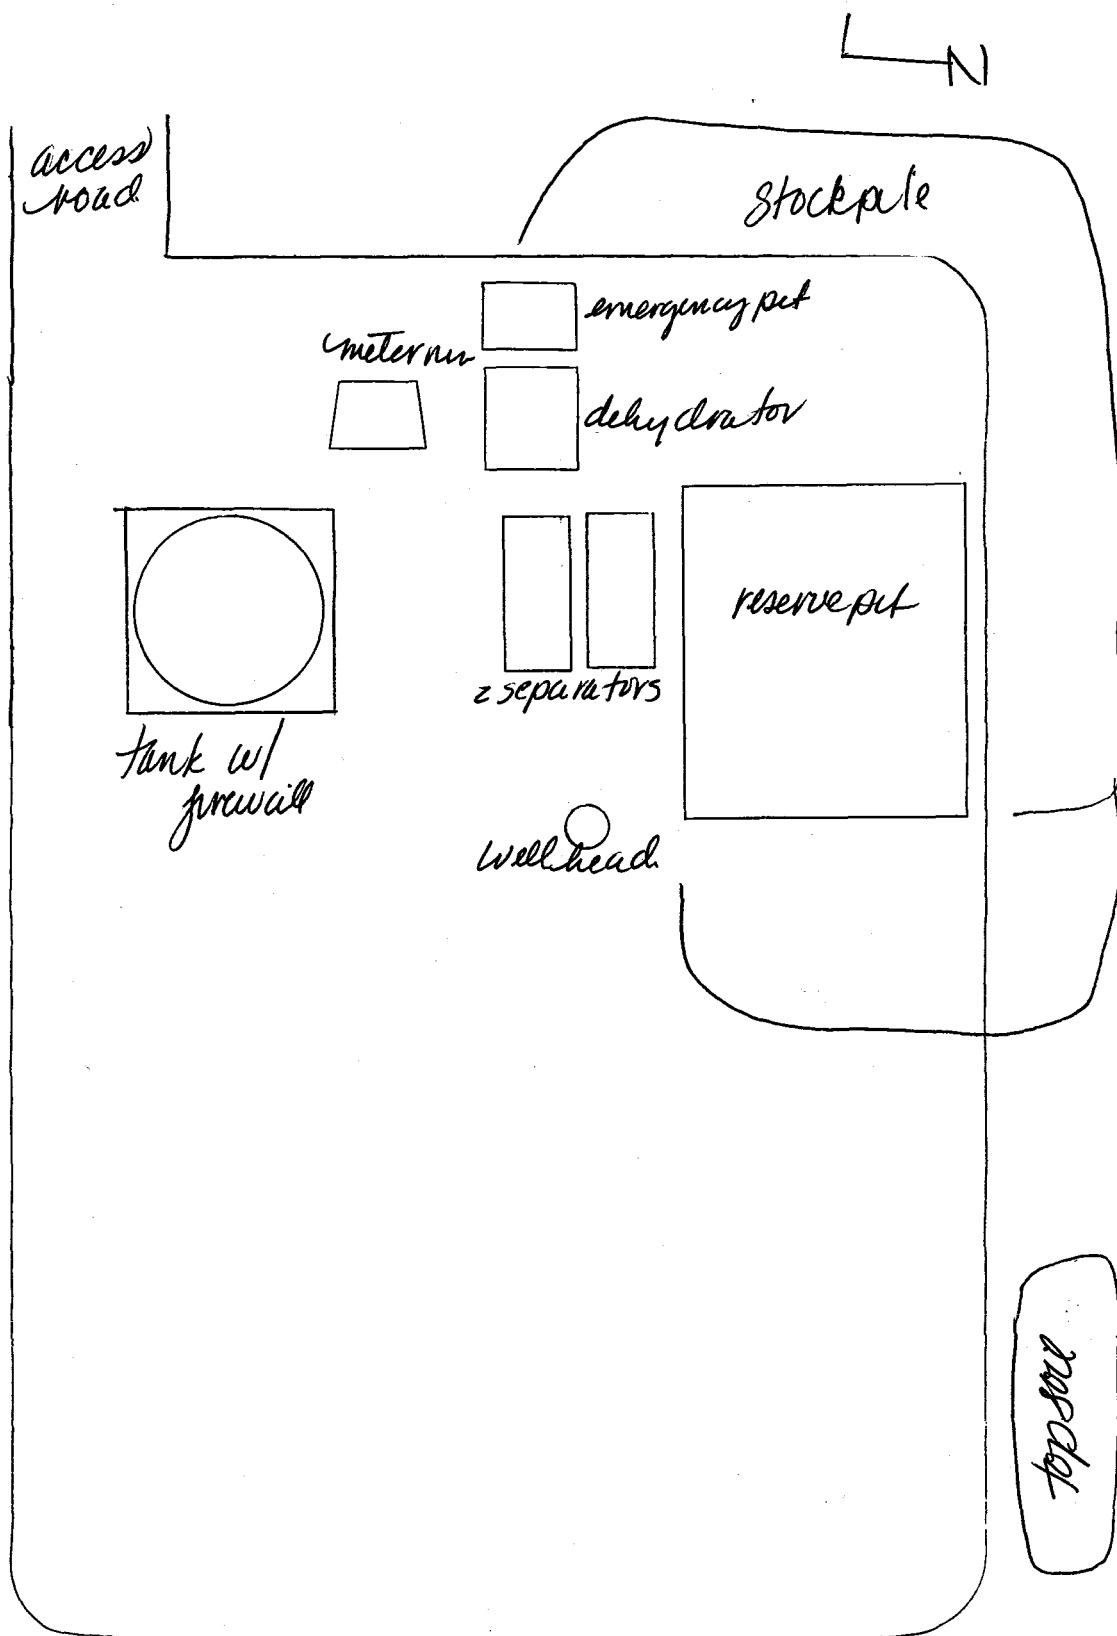 N
access
road
stockpile
emergency pit
meter run
dehydrator
reserve pit
2 separators
tank w/
firewall
wellhead
topsoil